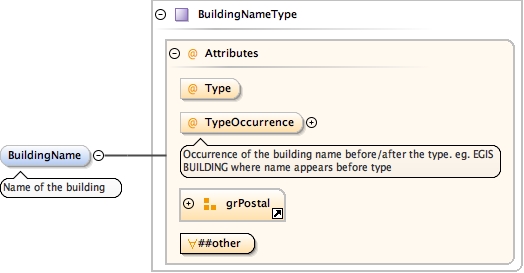 BuildingNameType
@ Attributes
@ Type
@ TypeOccurrence
BuildingName
Name of the building
Occurrence of the building name before/after the type. eg. EGIS
BUILDING where name appears before type
grPostal
∀##other